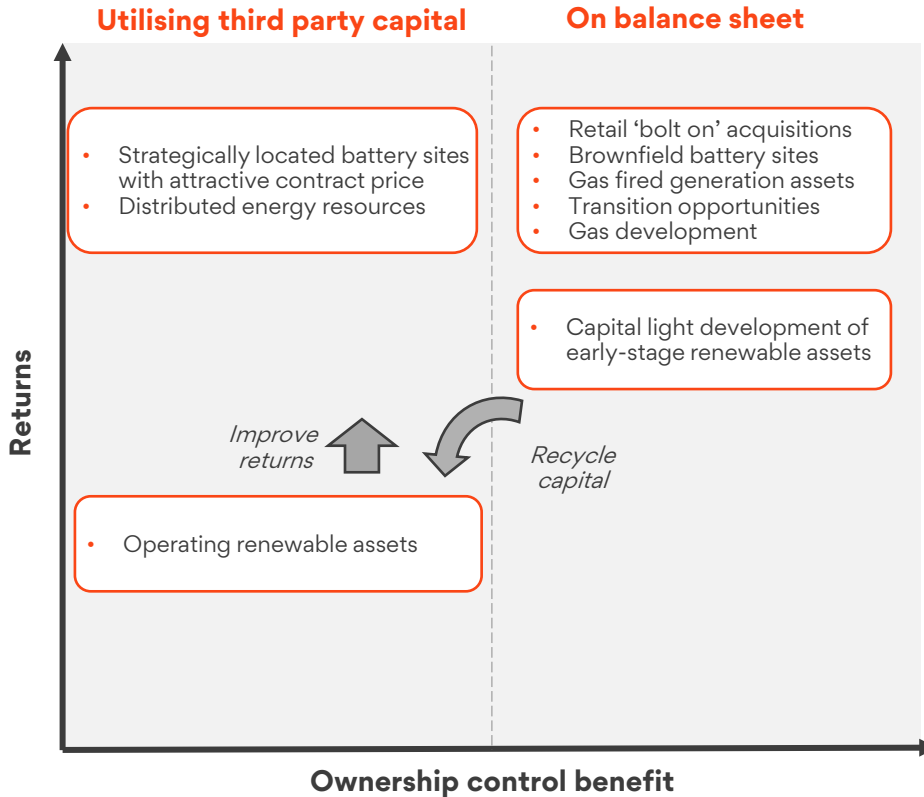 Utilising third party capital
On balance sheet
• Strategically located battery sites
with attractive contract price
• Distributed energy resources
• Retail ‘bolt on’ acquisitions
• Brownfield battery sites
• Gas fired generation assets
• Transition opportunities
• Gas development
• Capital light development of
early-stage renewable assets
Returns
Improve
returns
Recycle
capital
• Operating renewable assets
Ownership control benefit